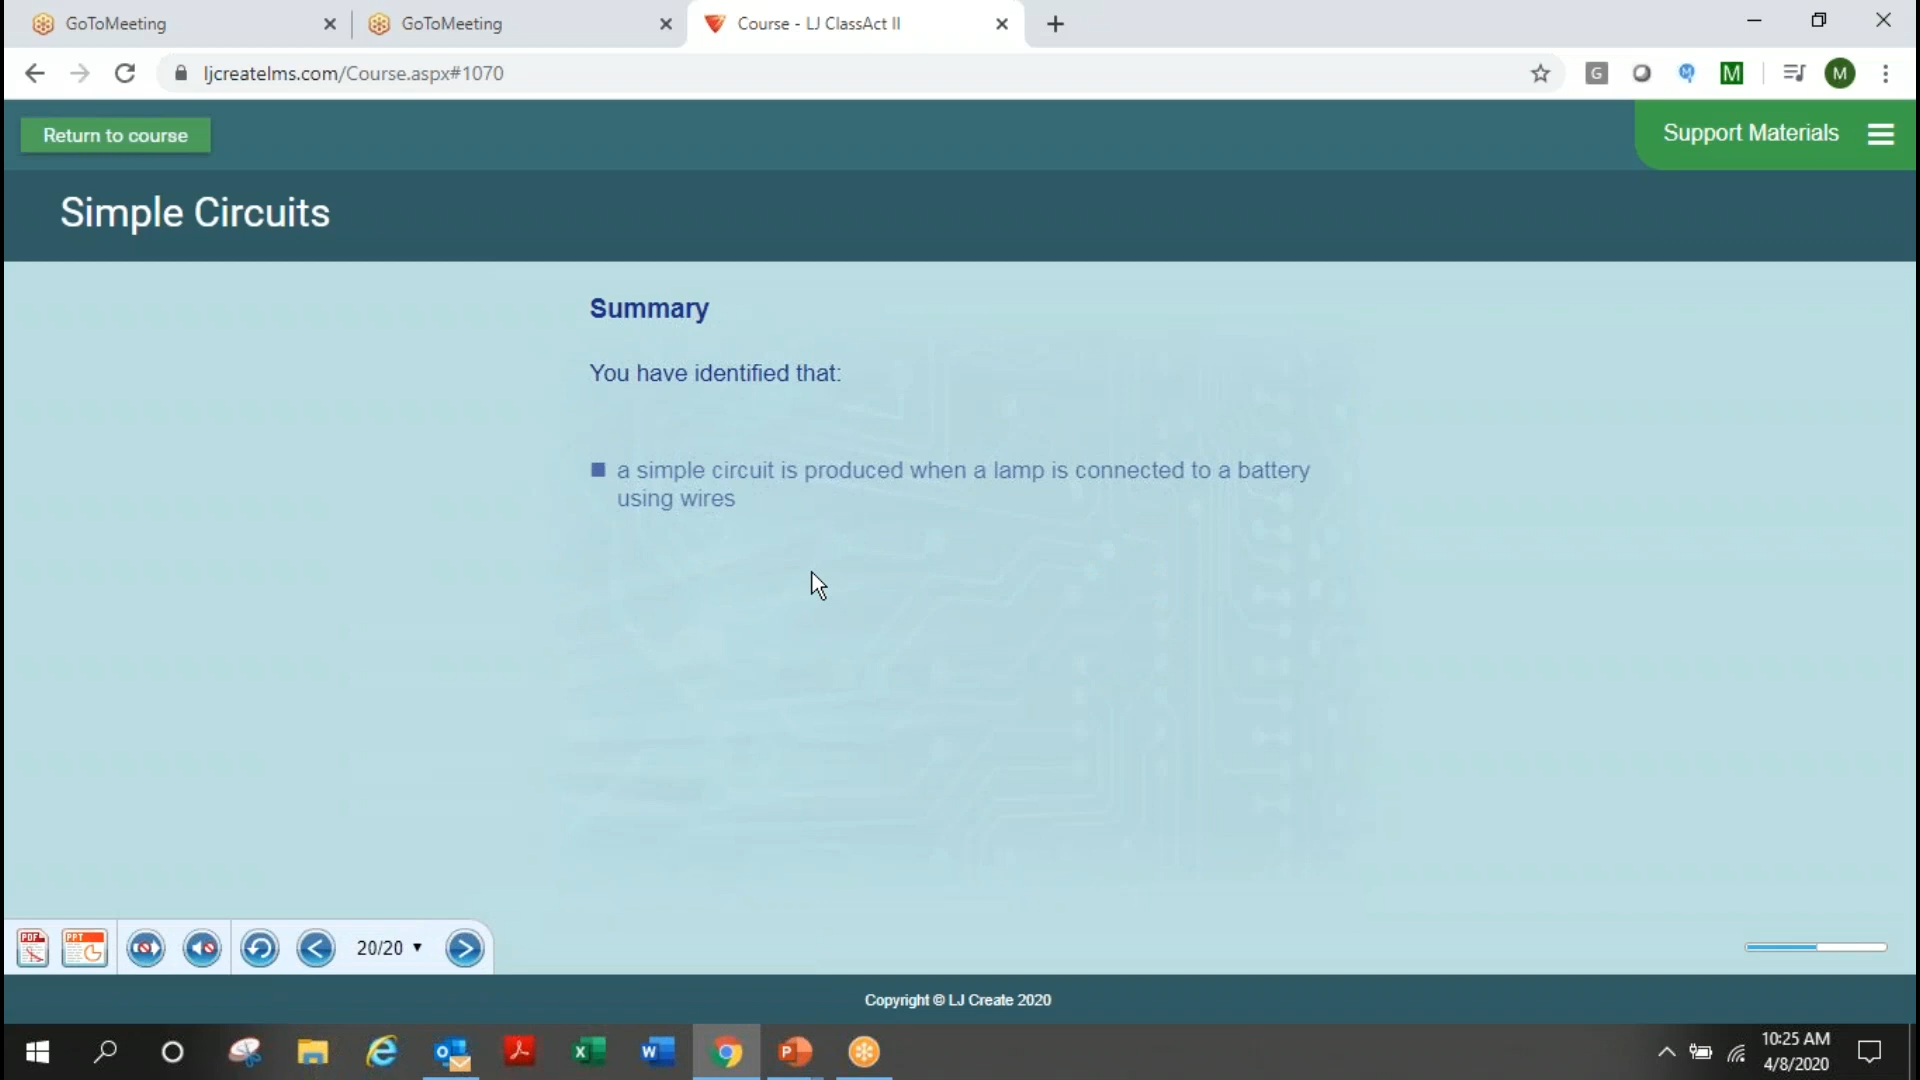 GoToMeeting
GoToMeeting
Course - LJ ClassAct II
ljcreatelms.com/Course.aspx#1070
G
M
M
M
Return to course
Support Materials
Simple Circuits
Summary
You have identified that:
a simple circuit is produced when a lamp is connected to a battery
using wires
PDF
PPT
20/20
Copyright © LJ Create 2020
10:25 AM
4/8/2020